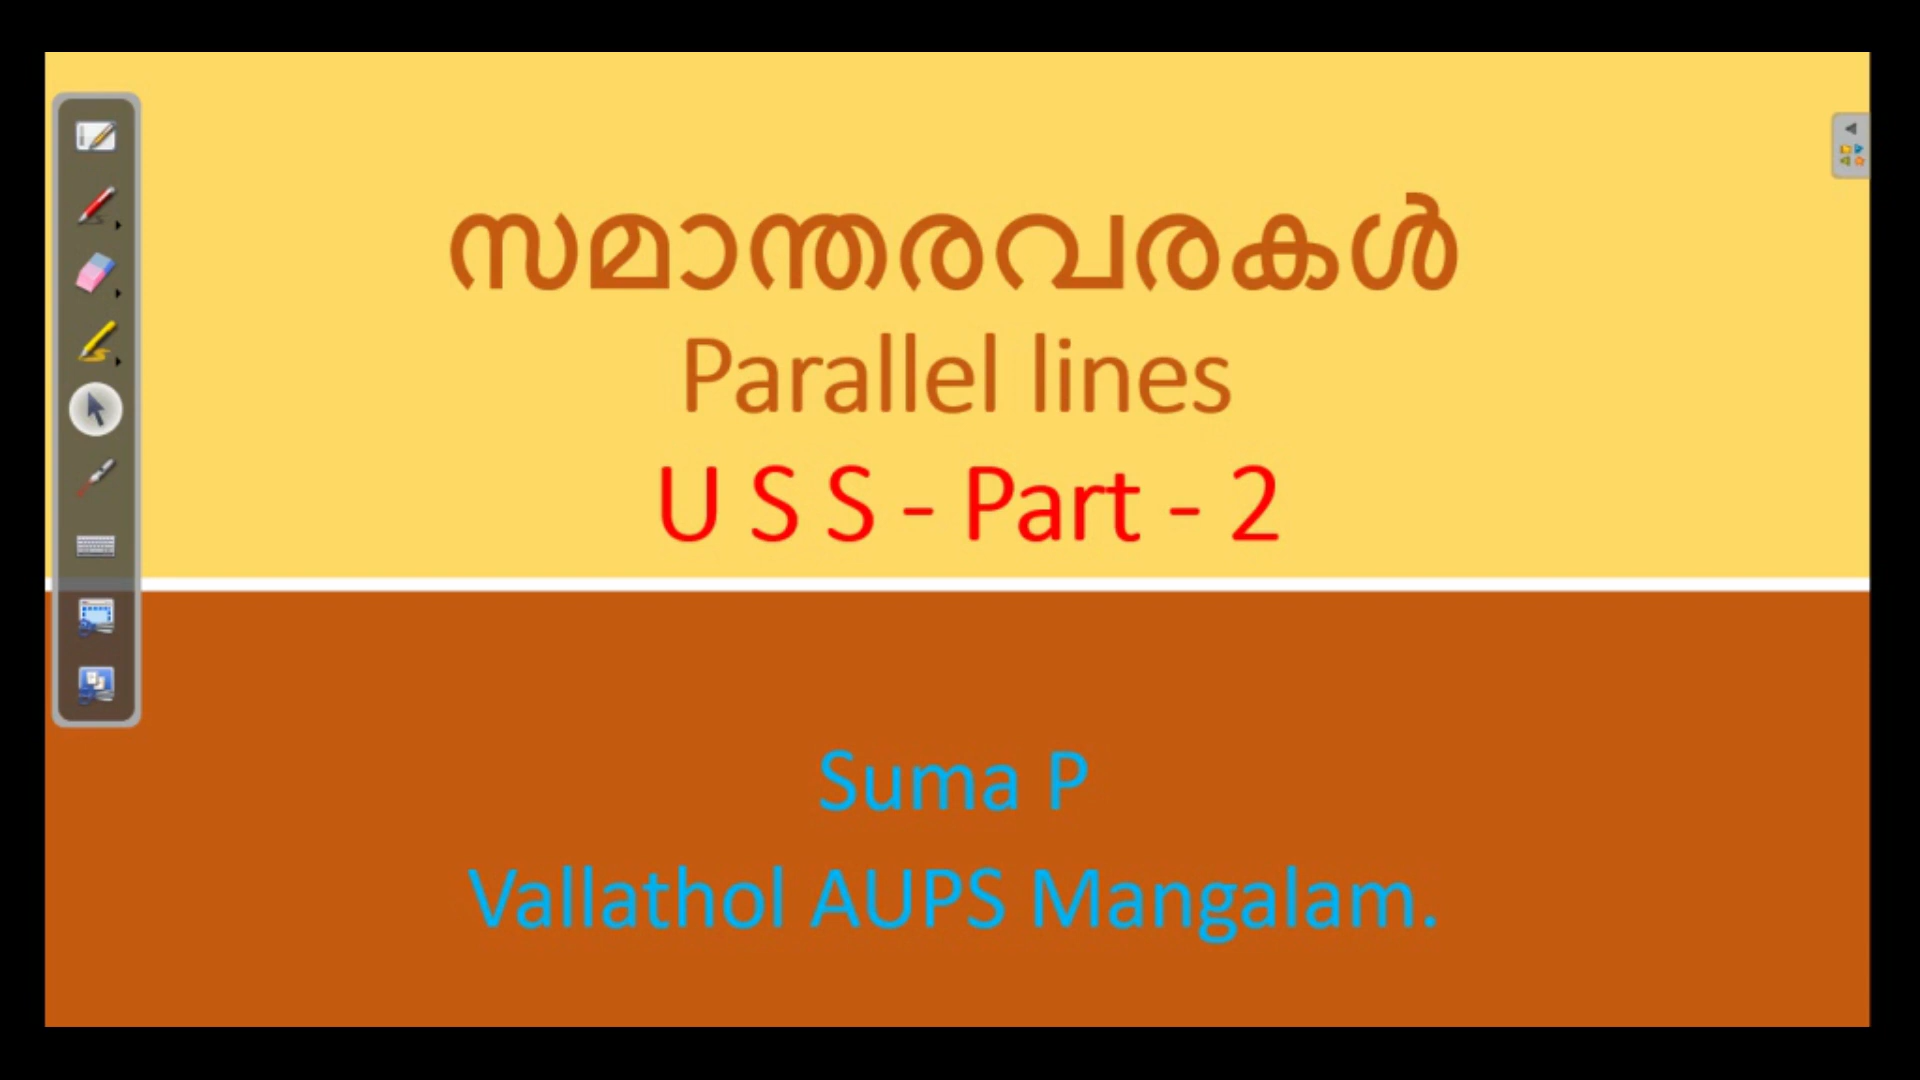 സമാന്തരവരകൾ
Parallel lines
U S S - Part - 2
Suma P
Vallathol AUPS Mangalam.